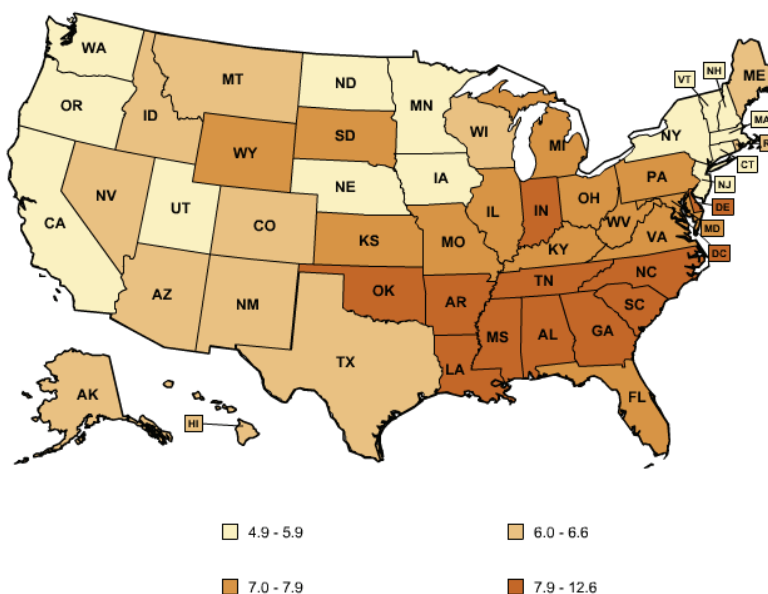 WA
MT
ND
MN
ME
VT
NH
OR
ID
SD
WI
MI
NY
MA
R
CT
WY
NV
NE
IA
PA
NJ
CA
UT
CO
IL
IN
OH
WV
DE
MD
KS
MO
KY
VA
DC
AZ
NM
OK
AR
TN
NC
SC
TX
MS
AL
GA
LA
AK
HI
FL
4.9 - 5.9
6.0 - 6.6
7.0 - 7.9
7.9 - 12.6